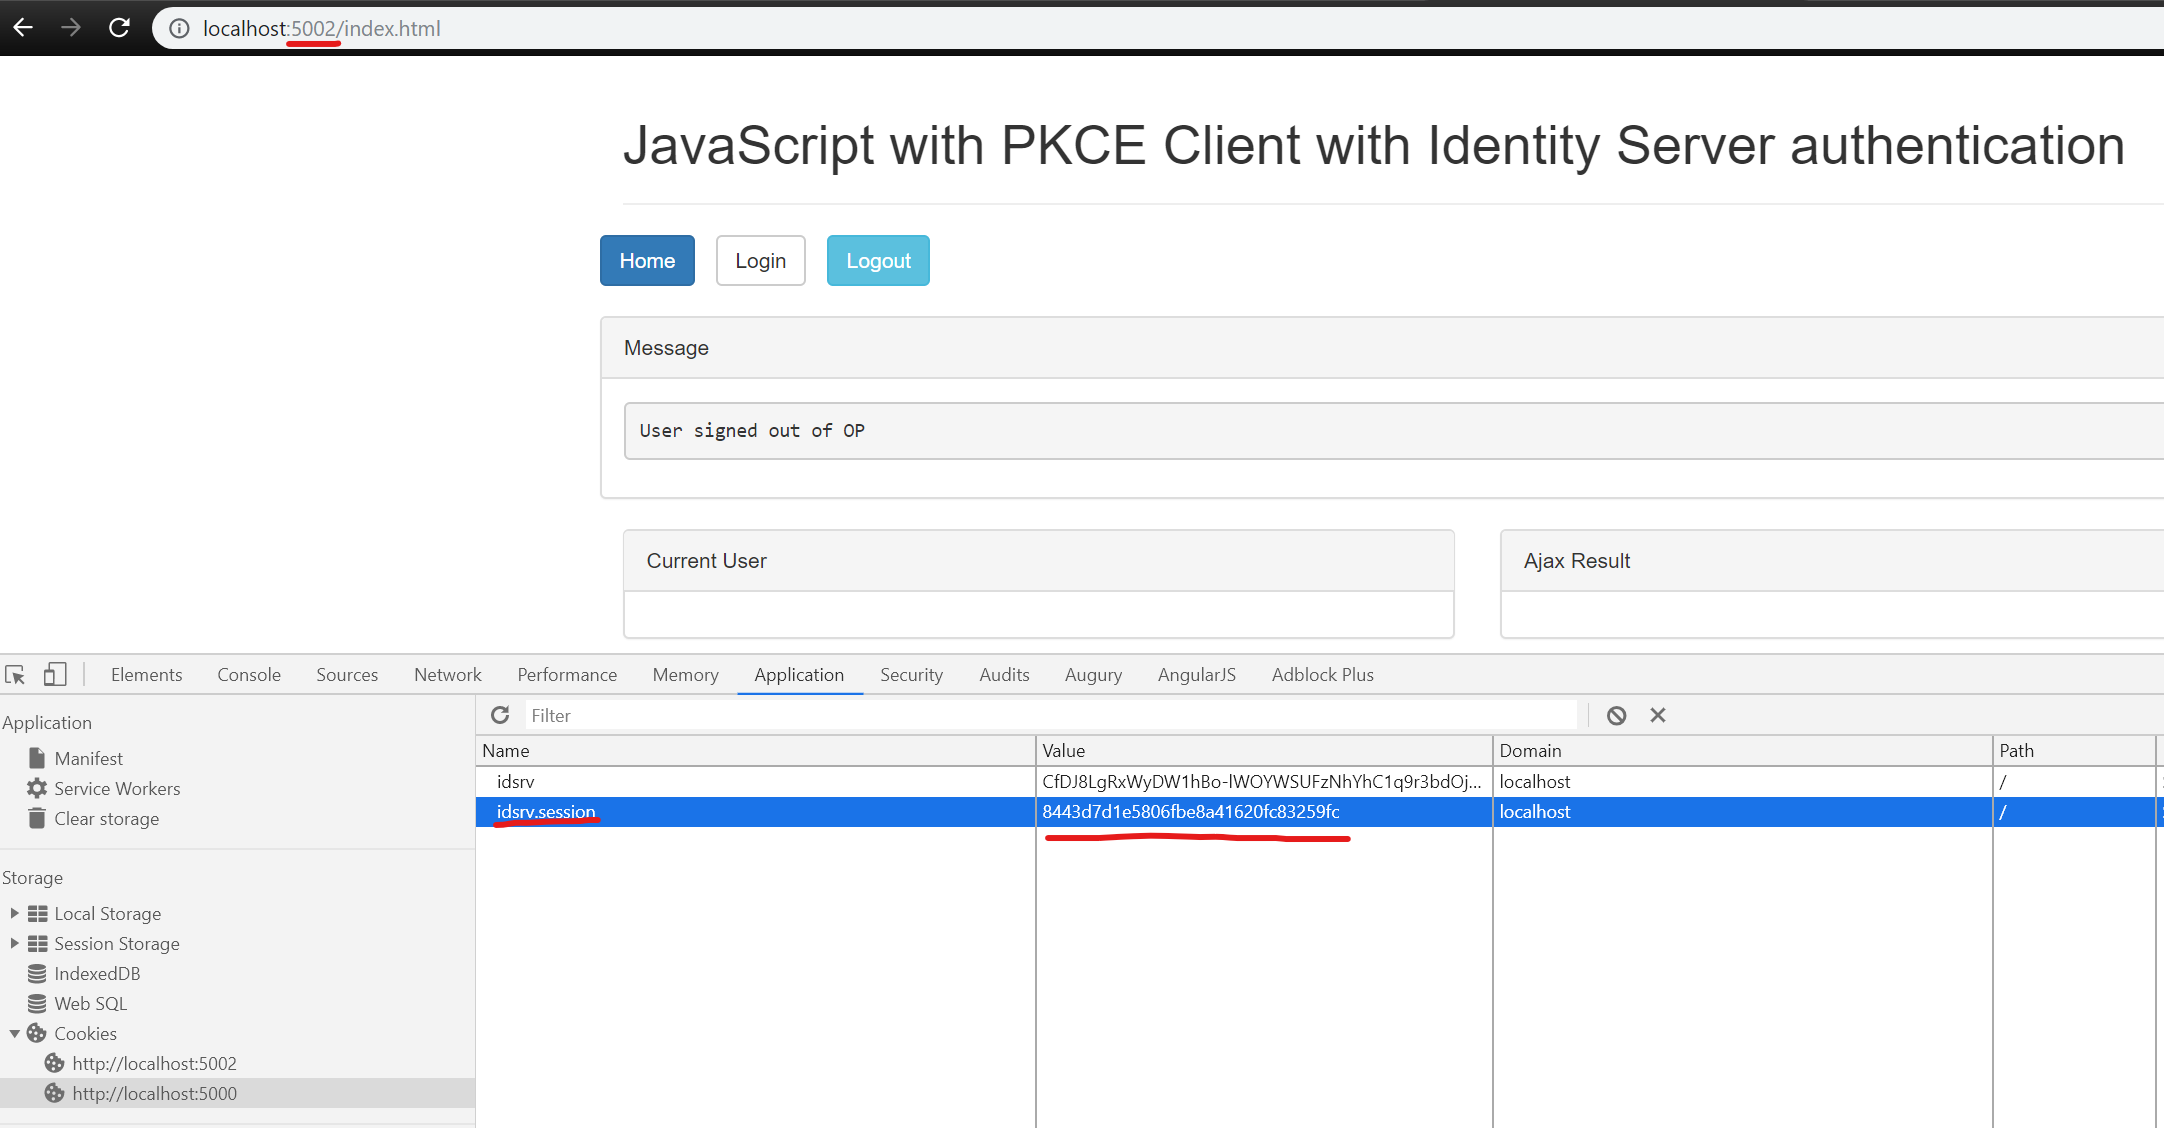 localhost:5002/index.html
JavaScript with PKCE Client with Identity Server authentication
Home Login Logout
Message
User signed out of OP
Current User Ajax Result
Elements Console Sources Network Performance Memory Application Security Audits Augury AngularJS Adblock Plus
Application
Manifest
Service Workers
Clear storage
Storage
Local Storage
Session Storage
IndexedDB
Web SQL
Cookies
http://localhost:5002
http://localhost:5000
Filter
Name Value Domain Path
idsrv CfDJ8LgRxWyDW1hBo-lWOYWSUFzNhYhC1q9r3bdOj... localhost /
idsrv.session 8443d7d1e5806fbe8a41620fc83259fc localhost /